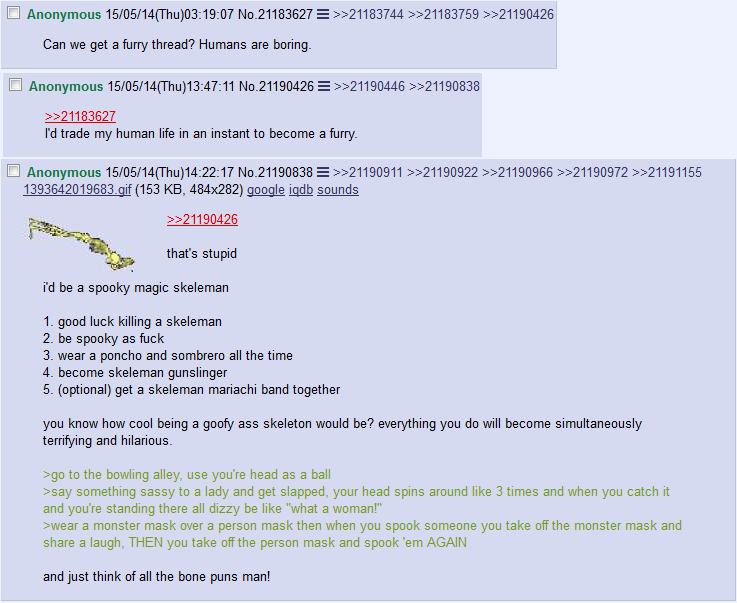 Anonymous 15/05/14(Thu)03:19:07 No.21183627 >>21183744 >>21183759 >>21190426
Can we get a furry thread? Humans are boring.
Anonymous 15/05/14(Thu)13:47:11 No.21190426 >>21190446 >>21190838
>>21183627
I'd trade my human life in an instant to become a furry.
Anonymous 15/05/14(Thu)14:22:17 No.21190838 >>21190911 >>21190922 >>21190966 >>21190972 >>21191155
1393642019683.gif (153 KB, 484x282) google iqdb sounds
>>21190426
that's stupid
i'd be a spooky magic skeleman
1. good luck killing a skeleman
2. be spooky as fuck
3. wear a poncho and sombrero all the time
4. become skeleman gunslinger
5. (optional) get a skeleman mariachi band together
you know how cool being a goofy ass skeleton would be? everything you do will become simultaneously
terrifying and hilarious.
>go to the bowling alley, use you're head as a ball
>say something sassy to a lady and get slapped, your head spins around like 3 times and when you catch it
and you're standing there all dizzy be like "what a woman!"
>wear a monster mask over a person mask then when you spook someone you take off the monster mask and
share a laugh, THEN you take off the person mask and spook 'em AGAIN
and just think of all the bone puns man!